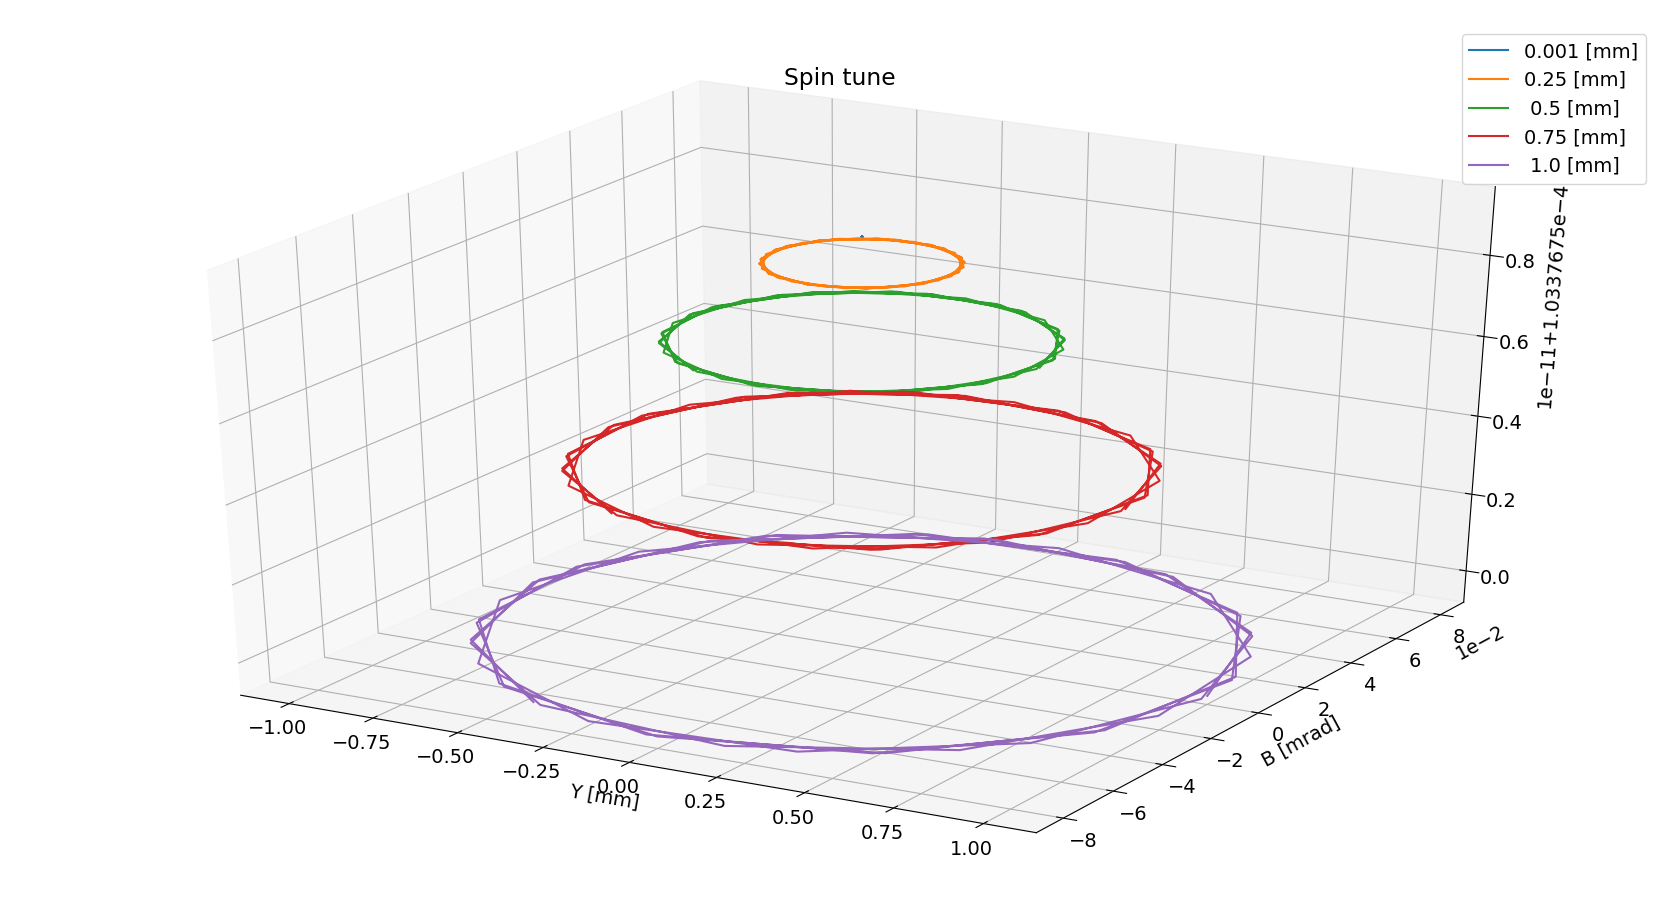 Spin tune
0.001 [mm]
0.25 [mm]
0.5 [mm]
0.75 [mm]
1.0 [mm]
1e−11+1.0337675e−4
0.8
0.6
0.4
0.2
0.0
1e−2
8
6
4
2
0
−2
−4
−6
−8
B [mrad]
−1.00
−0.75
−0.50
−0.25
0.00
0.25
0.50
0.75
1.00
Y [mm]